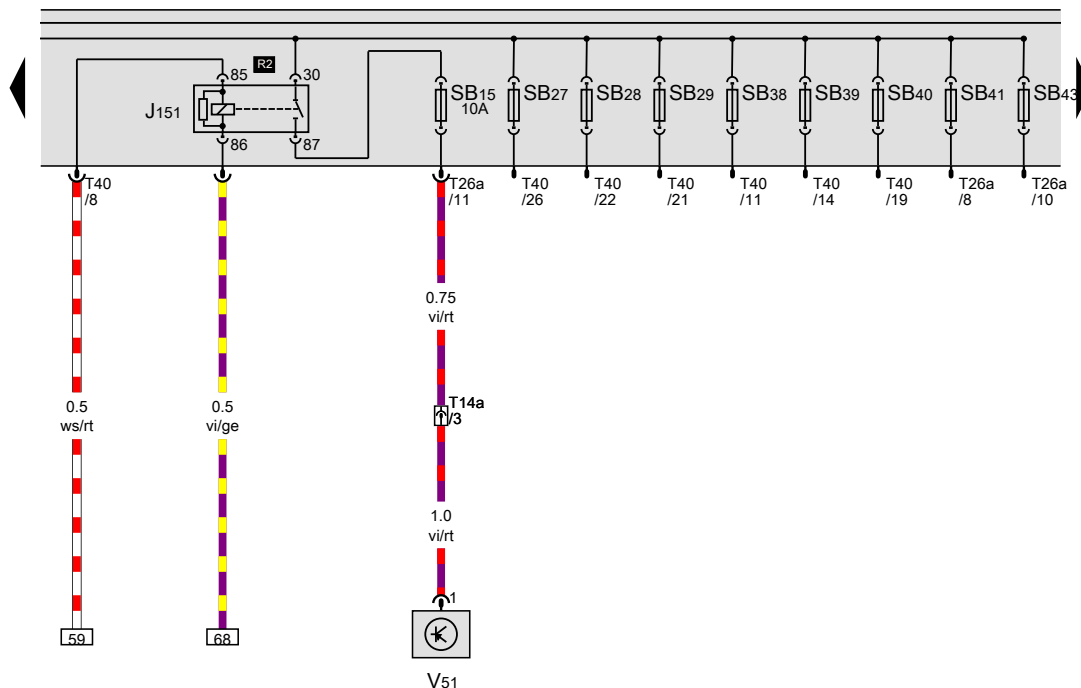 85
R2
30
J151
86
87
SB15
10A
SB27
SB28
SB29
SB38
SB39
SB40
SB41
SB43
T40
/8
T26a
/11
T40
/26
T40
/22
T40
/21
T40
/11
T40
/14
T40
/19
T26a
/8
T26a
/10
0.75
vi/rt
0.5
ws/rt
0.5
vi/ge
T14a
/3
1.0
vi/rt
1
59
68
V51